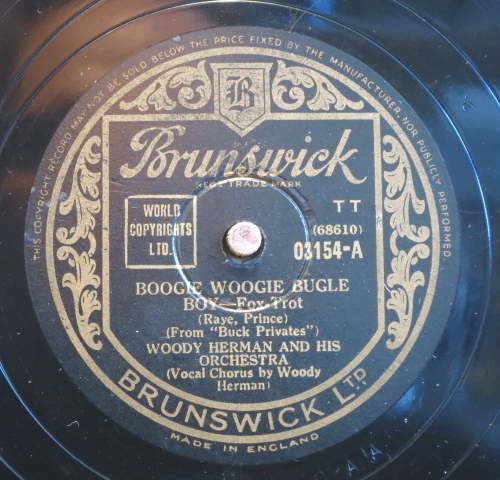 THIS COPYRIGHT RECORD MAY NOT BE SOLD BELOW THE PRICE FIXED BY THE MANUFACTURER, NOR PUBLICLY PERFORMED.
B
Brunswick
REGD TRADE MARK
WORLD
COPYRIGHTS
LTD.
TT
(68610)
03154-A
BOOGIE WOOGIE BUGLE
BOY—Fox-Trot
(Raye, Prince)
(From "Buck Privates")
WOODY HERMAN AND HIS
ORCHESTRA
(Vocal Chorus by Woody
Herman)
BRUNSWICK LTD.
MADE IN ENGLAND